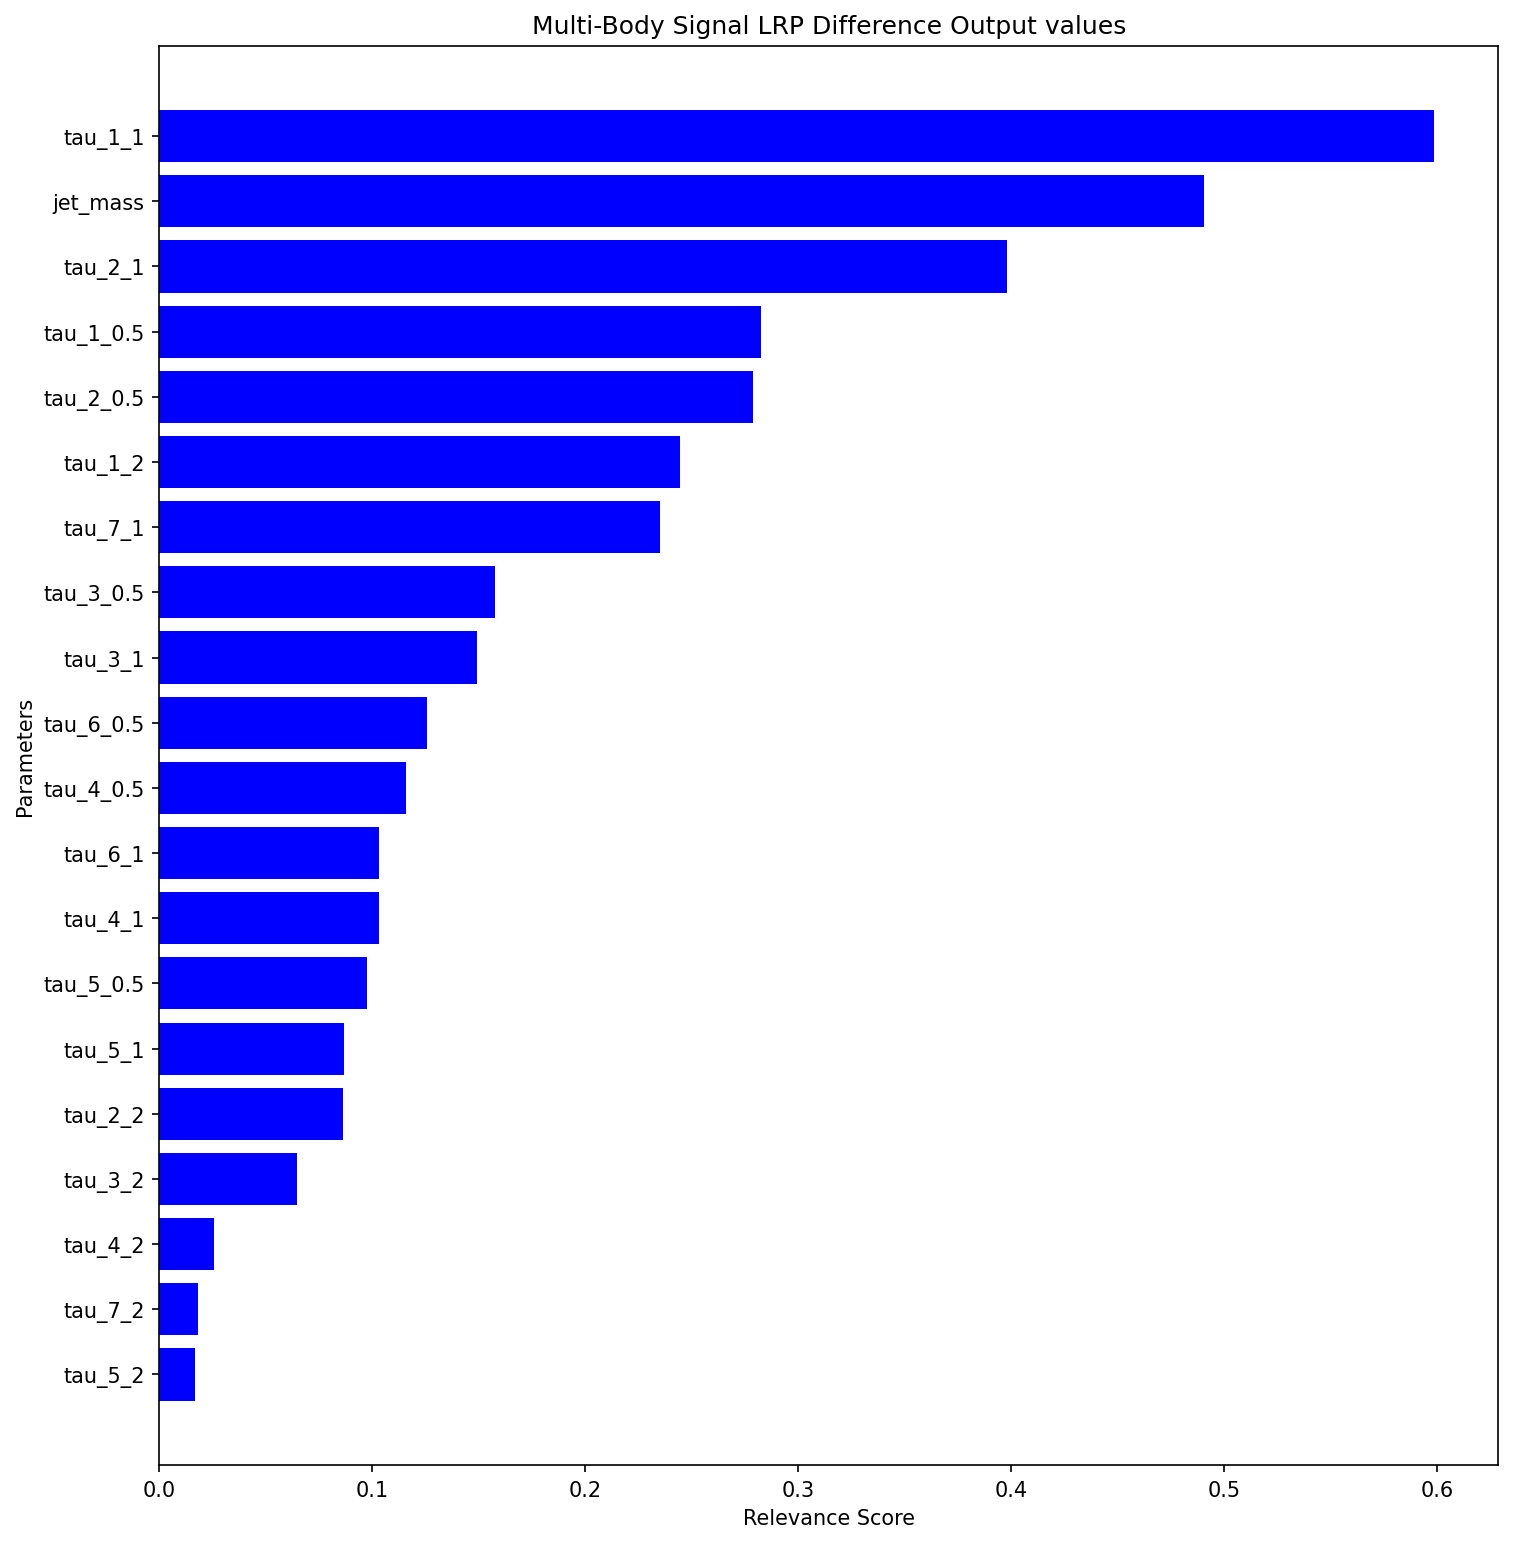 Multi-Body Signal LRP Difference Output values
tau_1_1
jet_mass
tau_2_1
tau_1_0.5
tau_2_0.5
tau_1_2
tau_7_1
tau_3_0.5
tau_3_1
tau_6_0.5
tau_4_0.5
tau_6_1
tau_4_1
tau_5_0.5
tau_5_1
tau_2_2
tau_3_2
tau_4_2
tau_7_2
tau_5_2
Parameters
0.0 0.1 0.2 0.3 0.4 0.5 0.6
Relevance Score